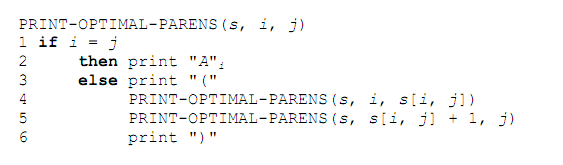 PRINT-OPTIMAL-PARENS(s, i, j)
1 if i = j
2 then print "A"i
3 else print "("
4 PRINT-OPTIMAL-PARENS(s, i, s[i, j])
5 PRINT-OPTIMAL-PARENS(s, s[i, j] + 1, j)
6 print ")"